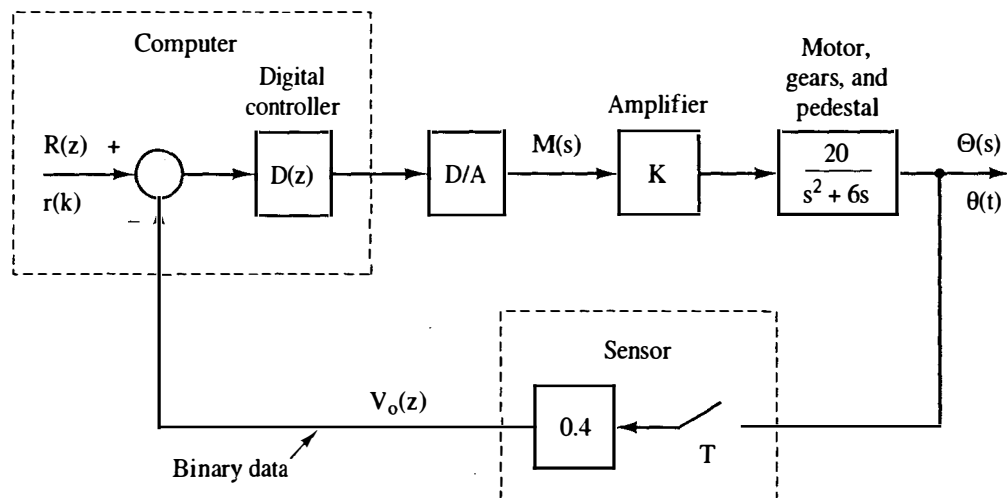 Computer
Digital
controller
R(z) +
r(k)
−
D(z)
D/A
M(s)
Amplifier
K
Motor,
gears, and
pedestal
20
s² + 6s
Θ(s)
θ(t)
Sensor
0.4
T
V₀(z)
Binary data